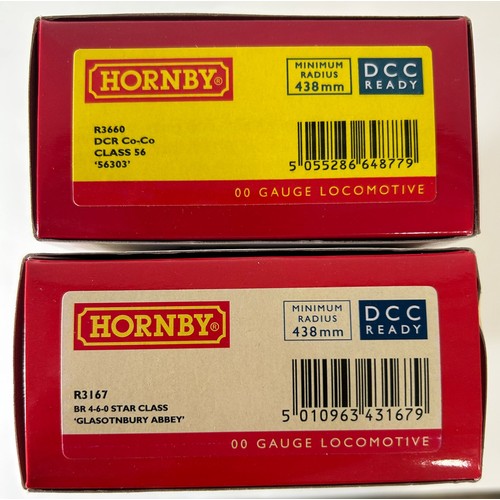 HORNBY®
MINIMUM
RADIUS
438mm
DCC
READY
R3660
DCR Co-Co
CLASS 56
'56303'
5 055286 648779
00 GAUGE LOCOMOTIVE
HORNBY®
MINIMUM
RADIUS
438mm
DCC
READY
R3167
BR 4-6-0 STAR CLASS
'GLASOTNBURY ABBEY'
5 010963 431679
00 GAUGE LOCOMOTIVE